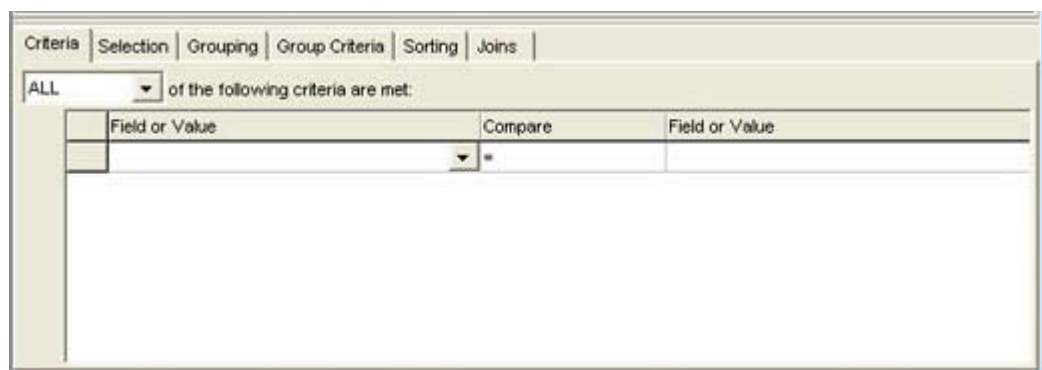 Criteria Selection Grouping Group Criteria Sorting Joins
ALL of the following criteria are met:
Field or Value Compare Field or Value
=